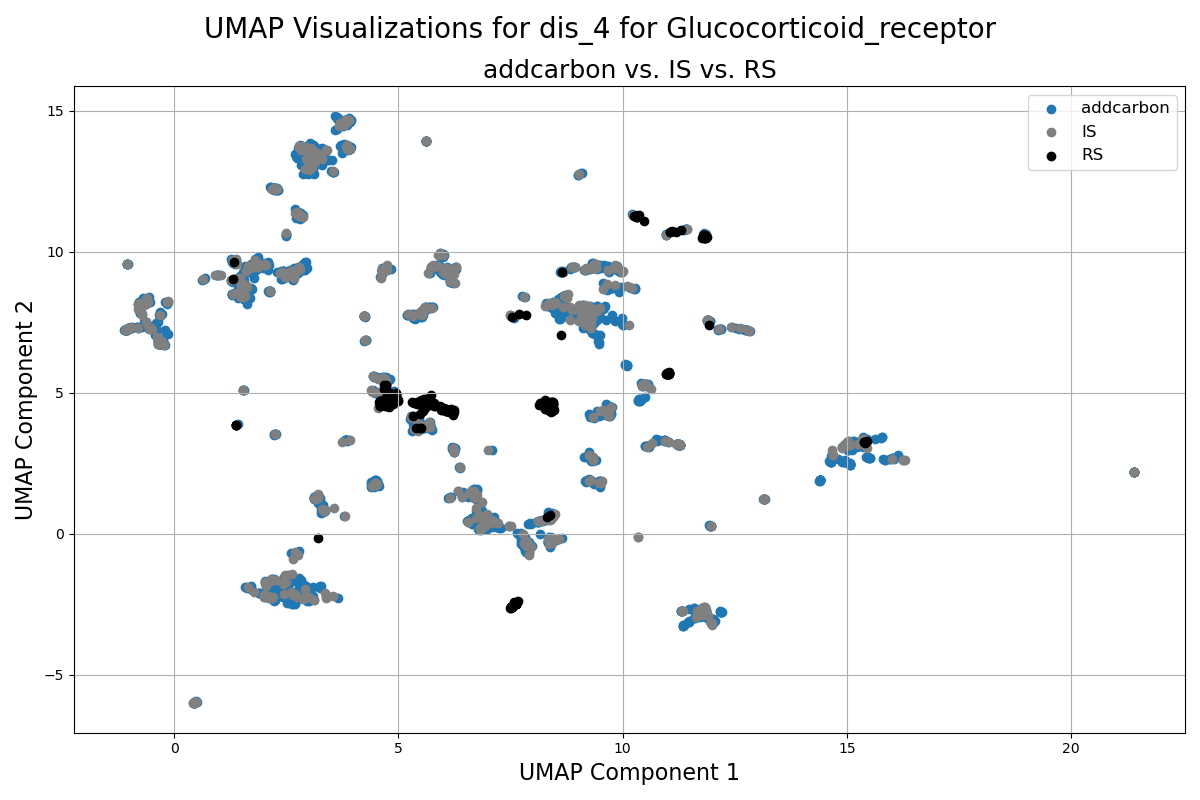 UMAP Visualizations for dis_4 for Glucocorticoid_receptor
addcarbon vs. IS vs. RS
addcarbon
IS
RS
15
10
5
0
−5
UMAP Component 2
0
5
10
15
20
UMAP Component 1